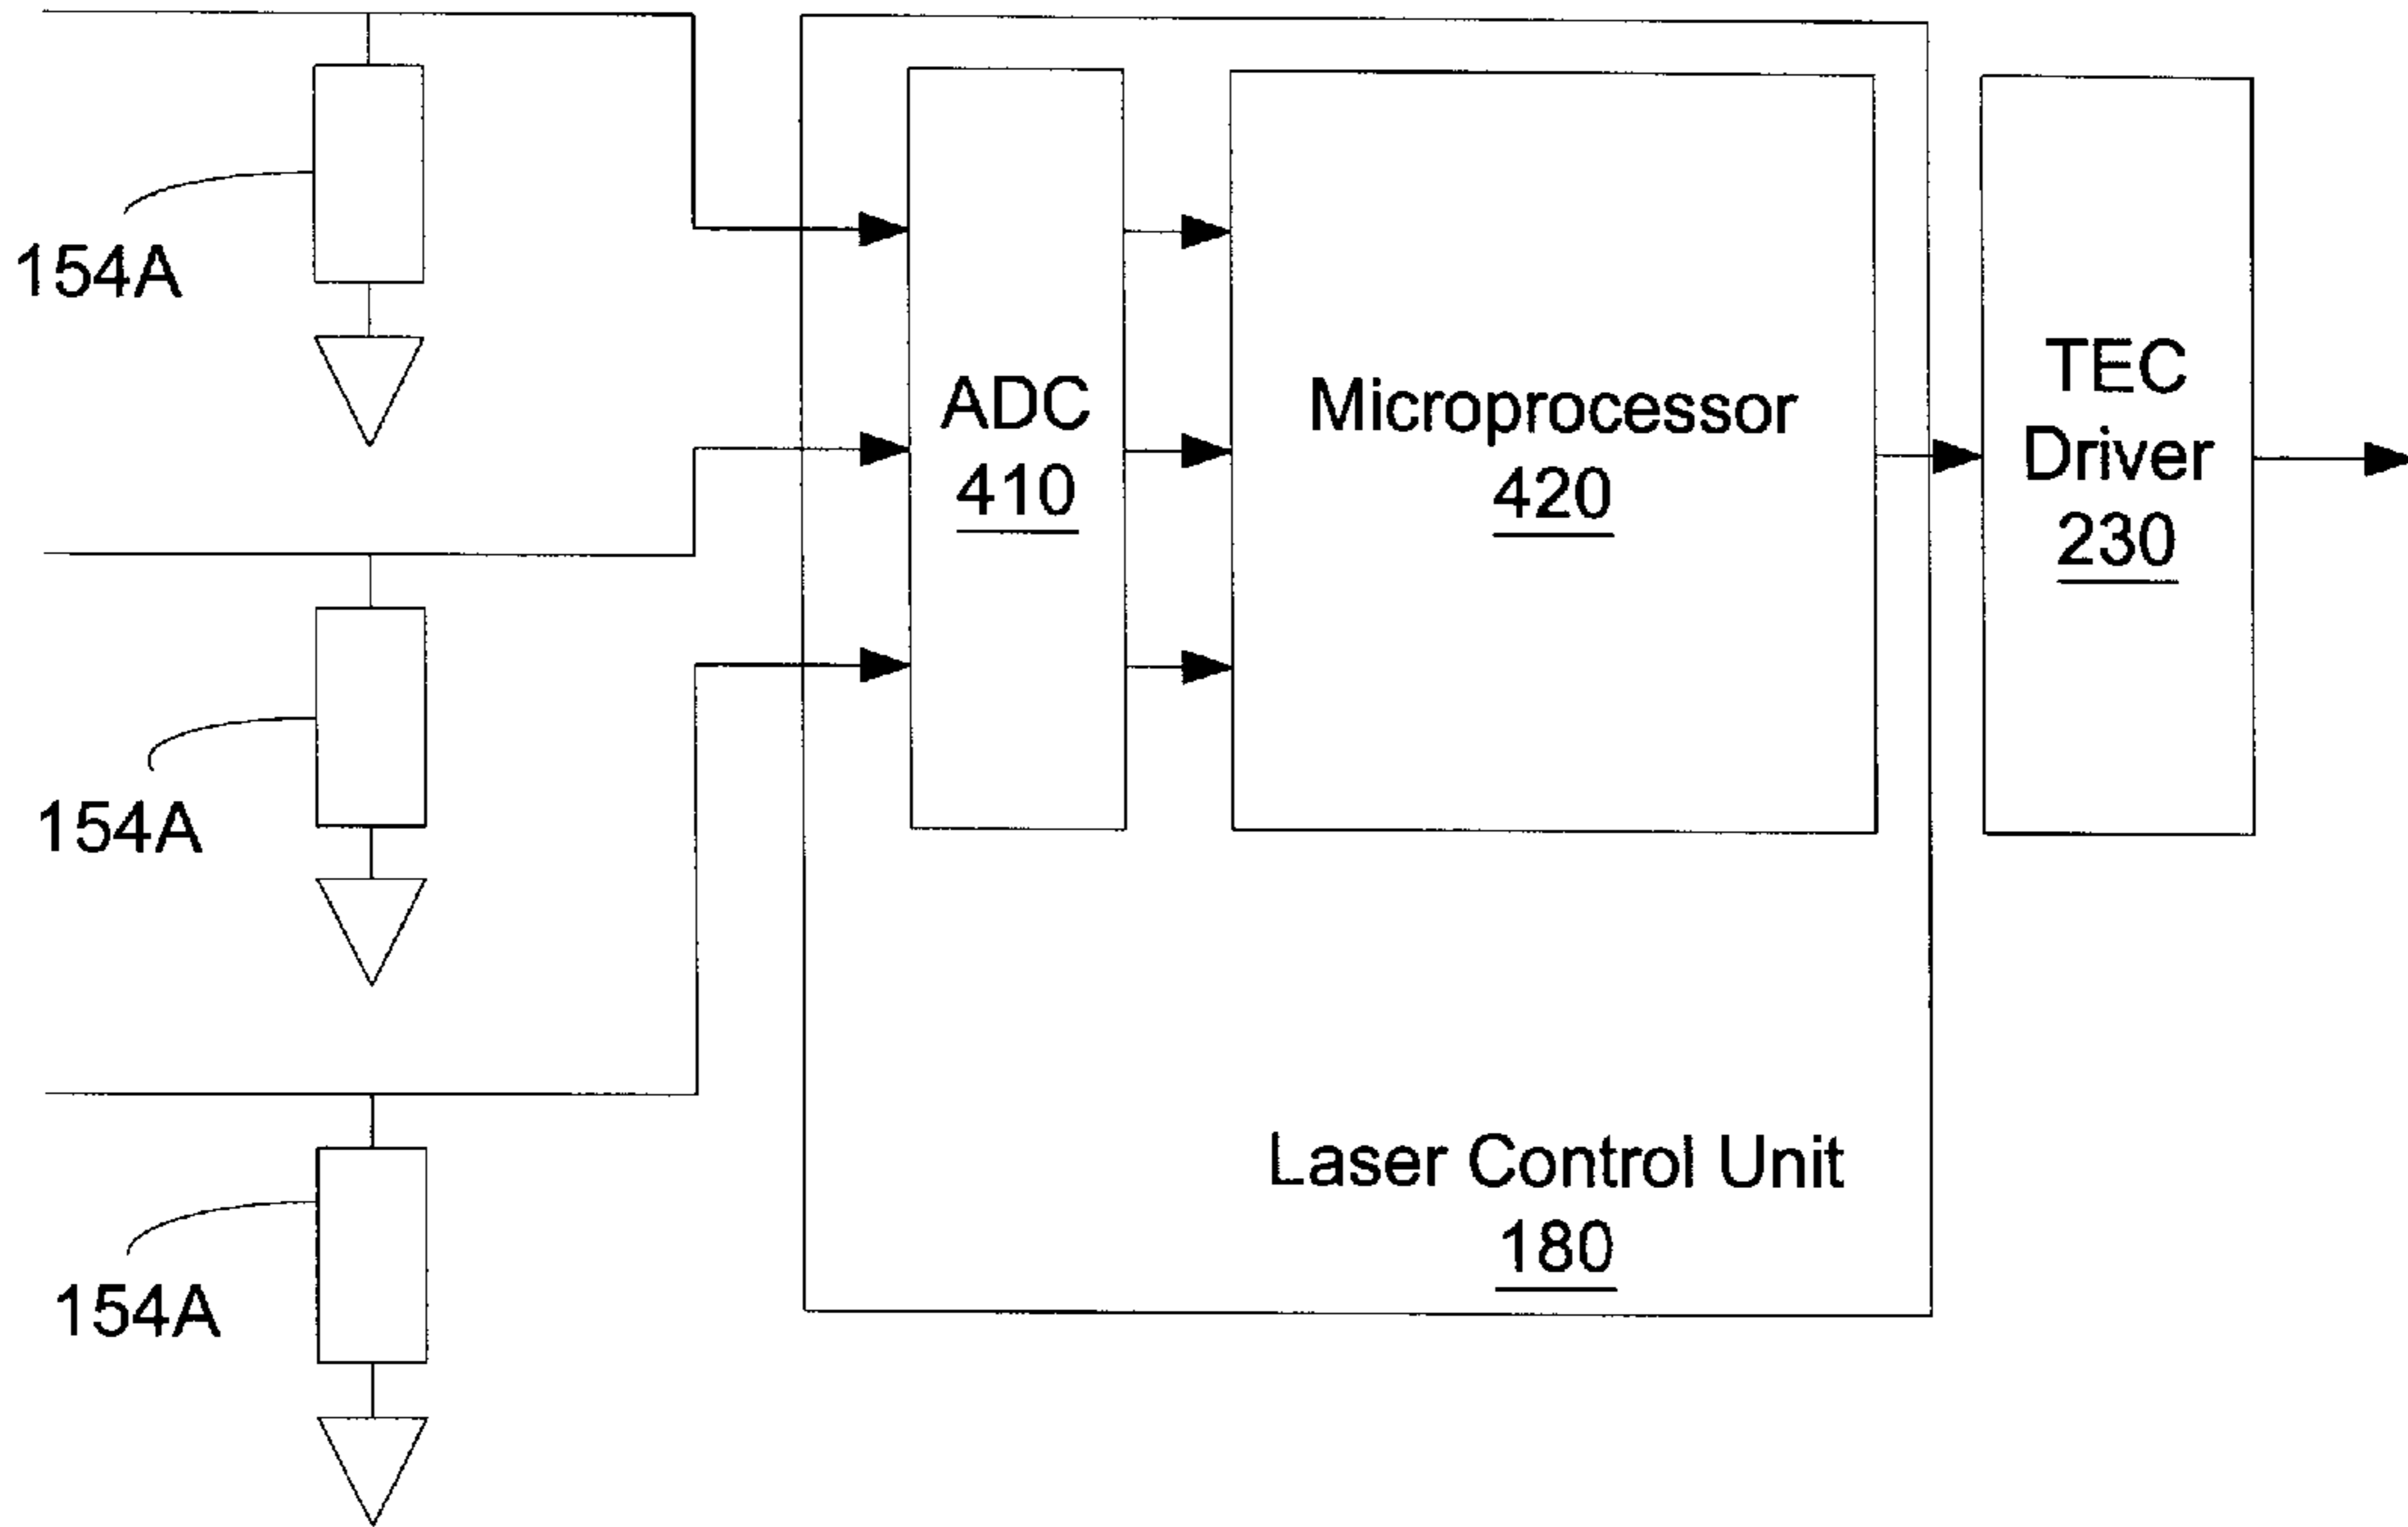 154A
154A
154A
ADC
410
Microprocessor
420
TEC
Driver
230
Laser Control Unit
180